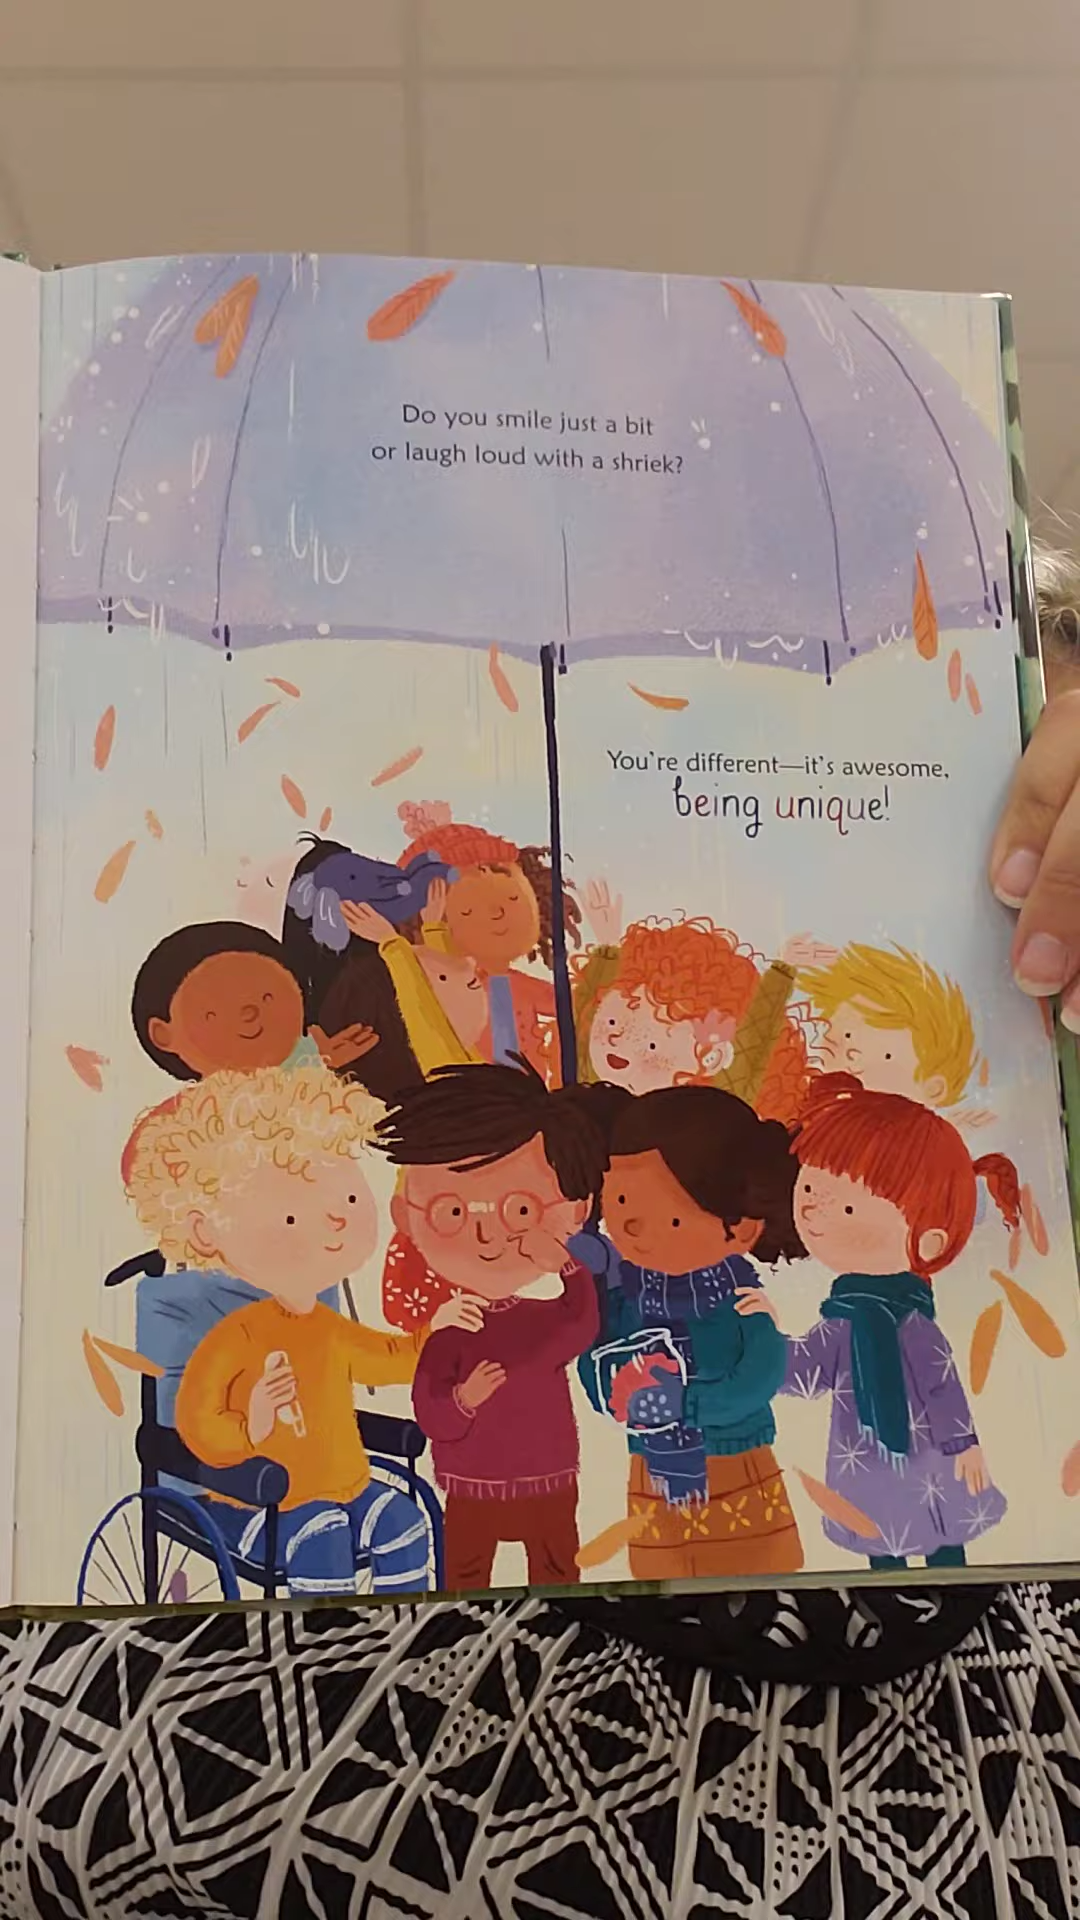 Do you smile just a bit
or laugh loud with a shriek?
You're different—it's awesome,
being unique!